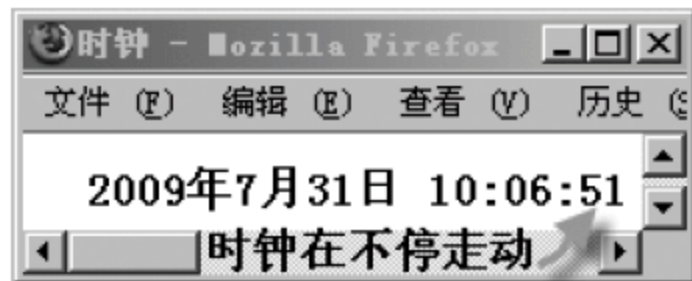 时钟 - Mozilla Firefox
文件 (F) 编辑 (E) 查看 (V) 历史 (S
2009年7月31日 10:06:51
时钟在不停走动